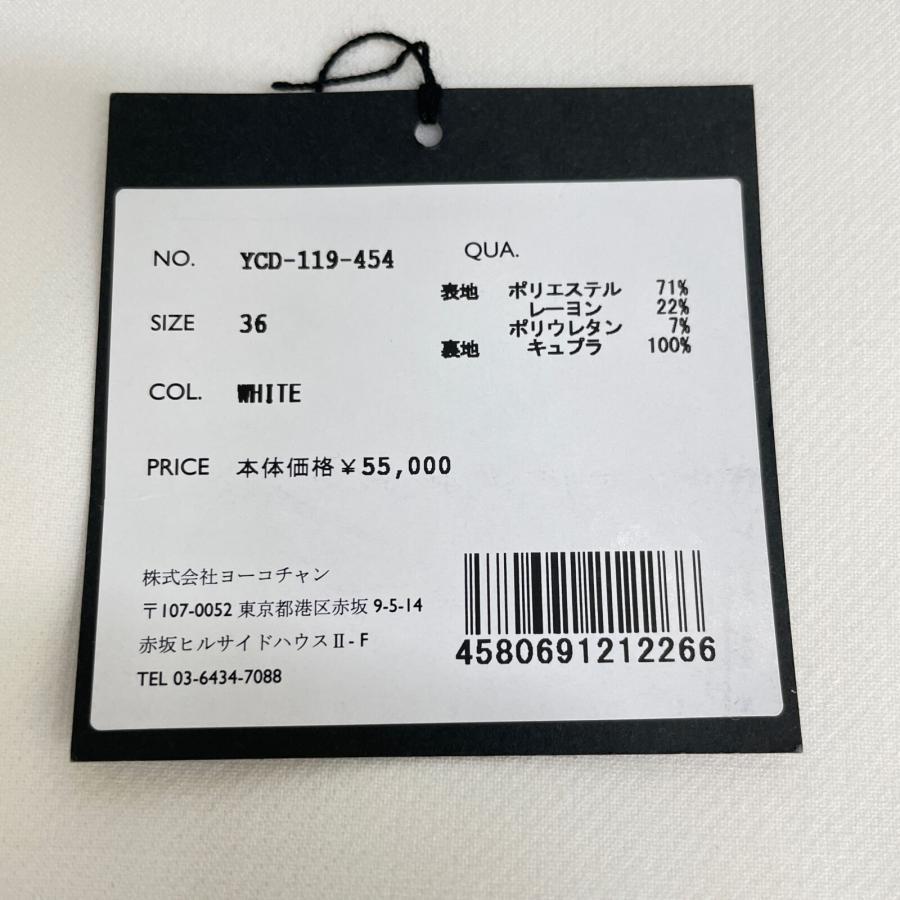 NO. YCD-119-454
SIZE 36
COL. WHITE
PRICE 本体価格¥55,000
QUA.
表地 ポリエステル 71%
レーヨン 22%
ポリウレタン 7%
裏地 キュプラ 100%
株式会社ヨーコチャン
〒107-0052 東京都港区赤坂 9-5-14
赤坂ヒルサイドハウスⅡ- F
TEL 03-6434-7088
4580691212266